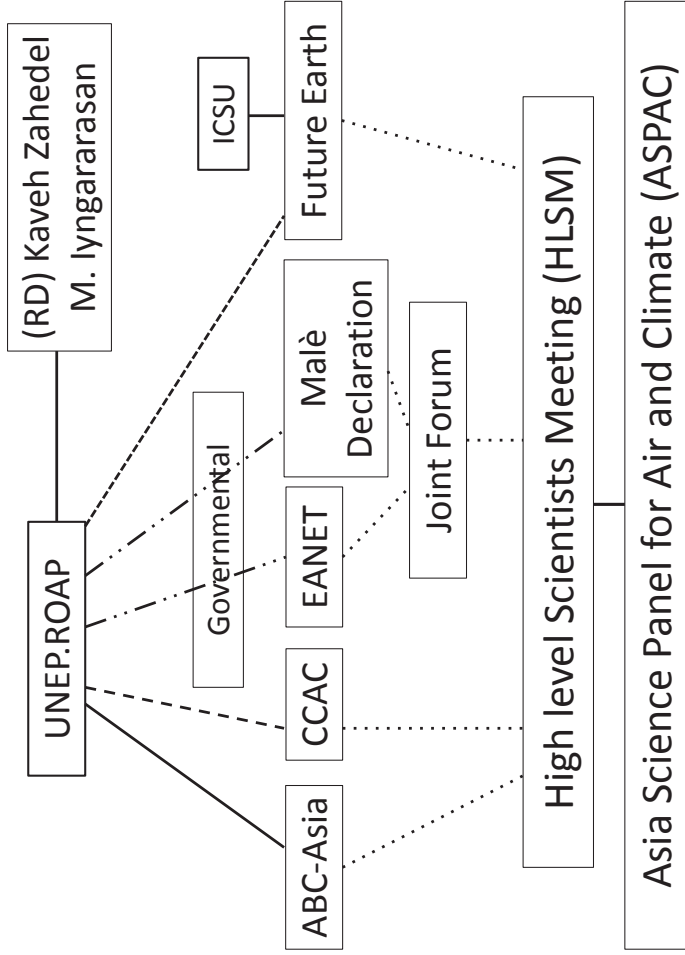 UNEP.ROAP
(RD) Kaveh Zahedel
M. Iyngararasan
Governmental
ICSU
ABC-Asia
CCAC
EANET
Malè
Declaration
Future Earth
Joint Forum
High level Scientists Meeting (HLSM)
Asia Science Panel for Air and Climate (ASPAC)